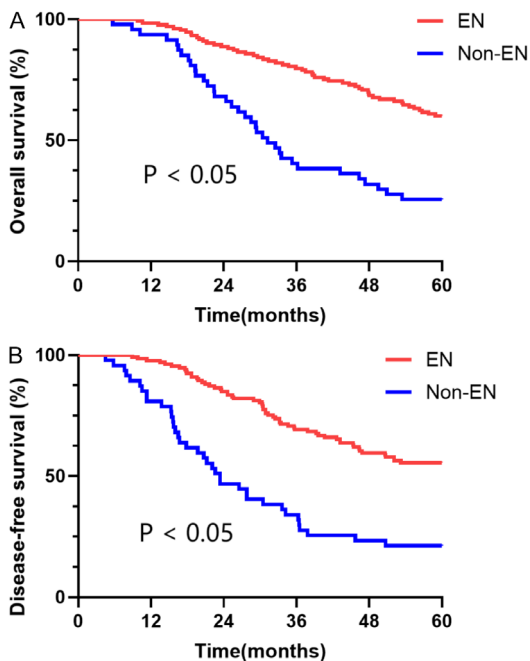 A
EN
Non-EN
Overall survival (%)
100
50
0
P < 0.05
0 12 24 36 48 60
Time(months)
B
EN
Non-EN
Disease-free survival (%)
100
50
0
P < 0.05
0 12 24 36 48 60
Time(months)